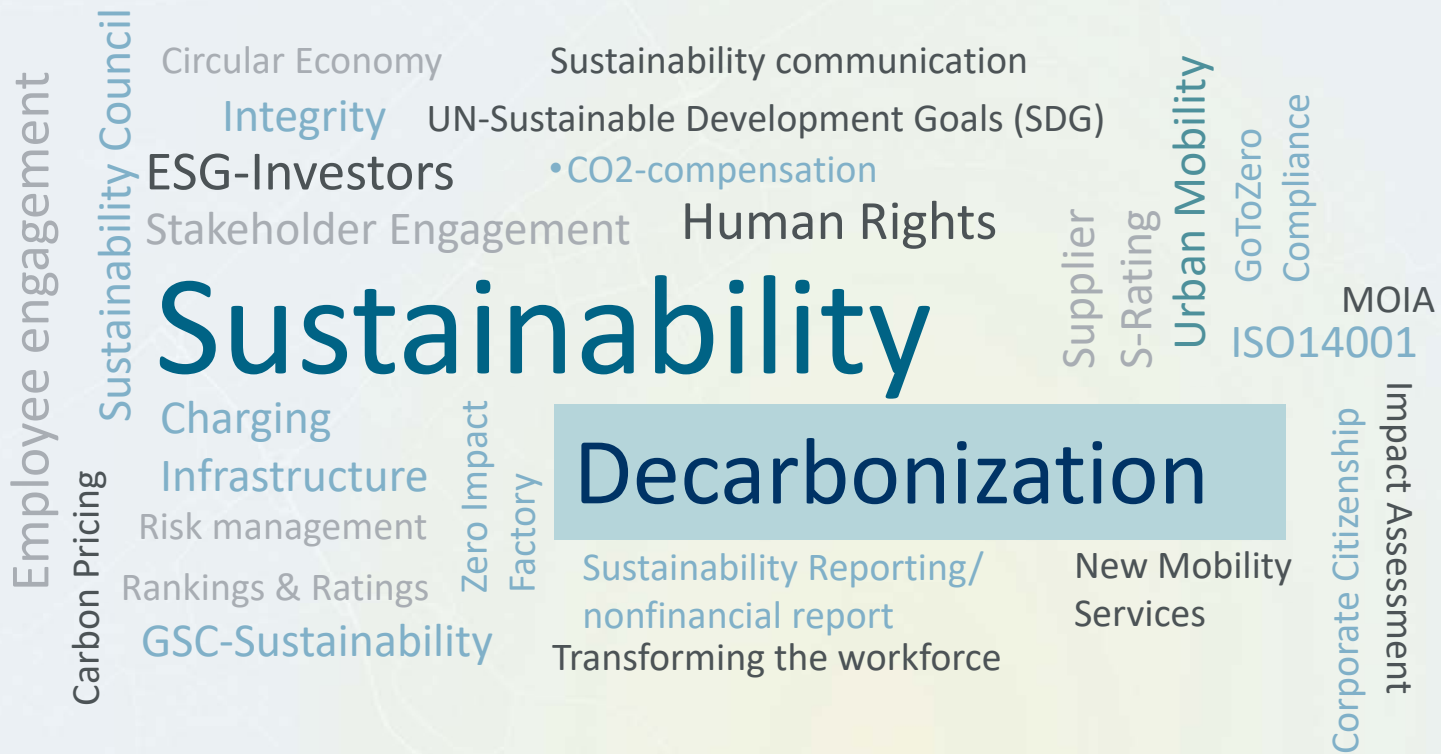 Employee engagement
Sustainability Council
Circular Economy
Sustainability communication
Integrity
UN-Sustainable Development Goals (SDG)
ESG-Investors
•CO2-compensation
Stakeholder Engagement
Human Rights
Supplier
S-Rating
Urban Mobility
GoToZero
Compliance
MOIA
ISO14001
Sustainability
Charging
Infrastructure
Carbon Pricing
Risk management
Rankings & Ratings
GSC-Sustainability
Zero Impact
Factory
Decarbonization
Sustainability Reporting/
nonfinancial report
Transforming the workforce
New Mobility
Services
Corporate Citizenship
Impact Assessment